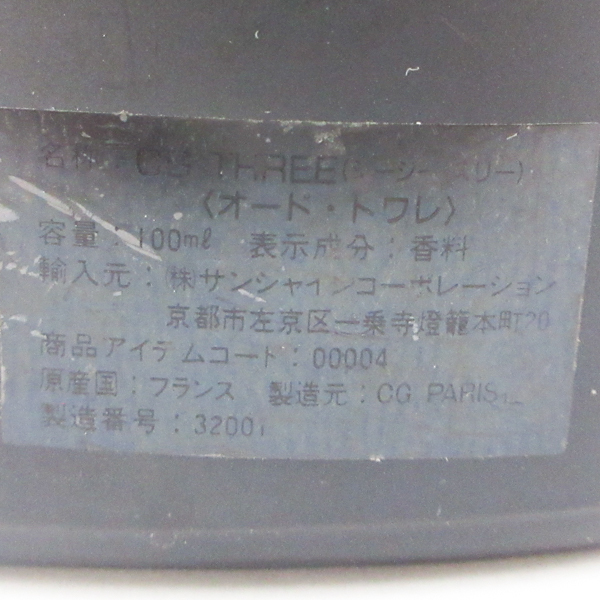 名称: CG THREE(シーシースリー)
〈オード・トワレ〉
容量:100mℓ 表示成分:香料
輸入元:㈱サンシャインコーポレーション
京都市左京区一乗寺燈籠本町20
商品アイテムコート:00004
原産国:フランス 製造元:CG PARIS
製造番号:32001